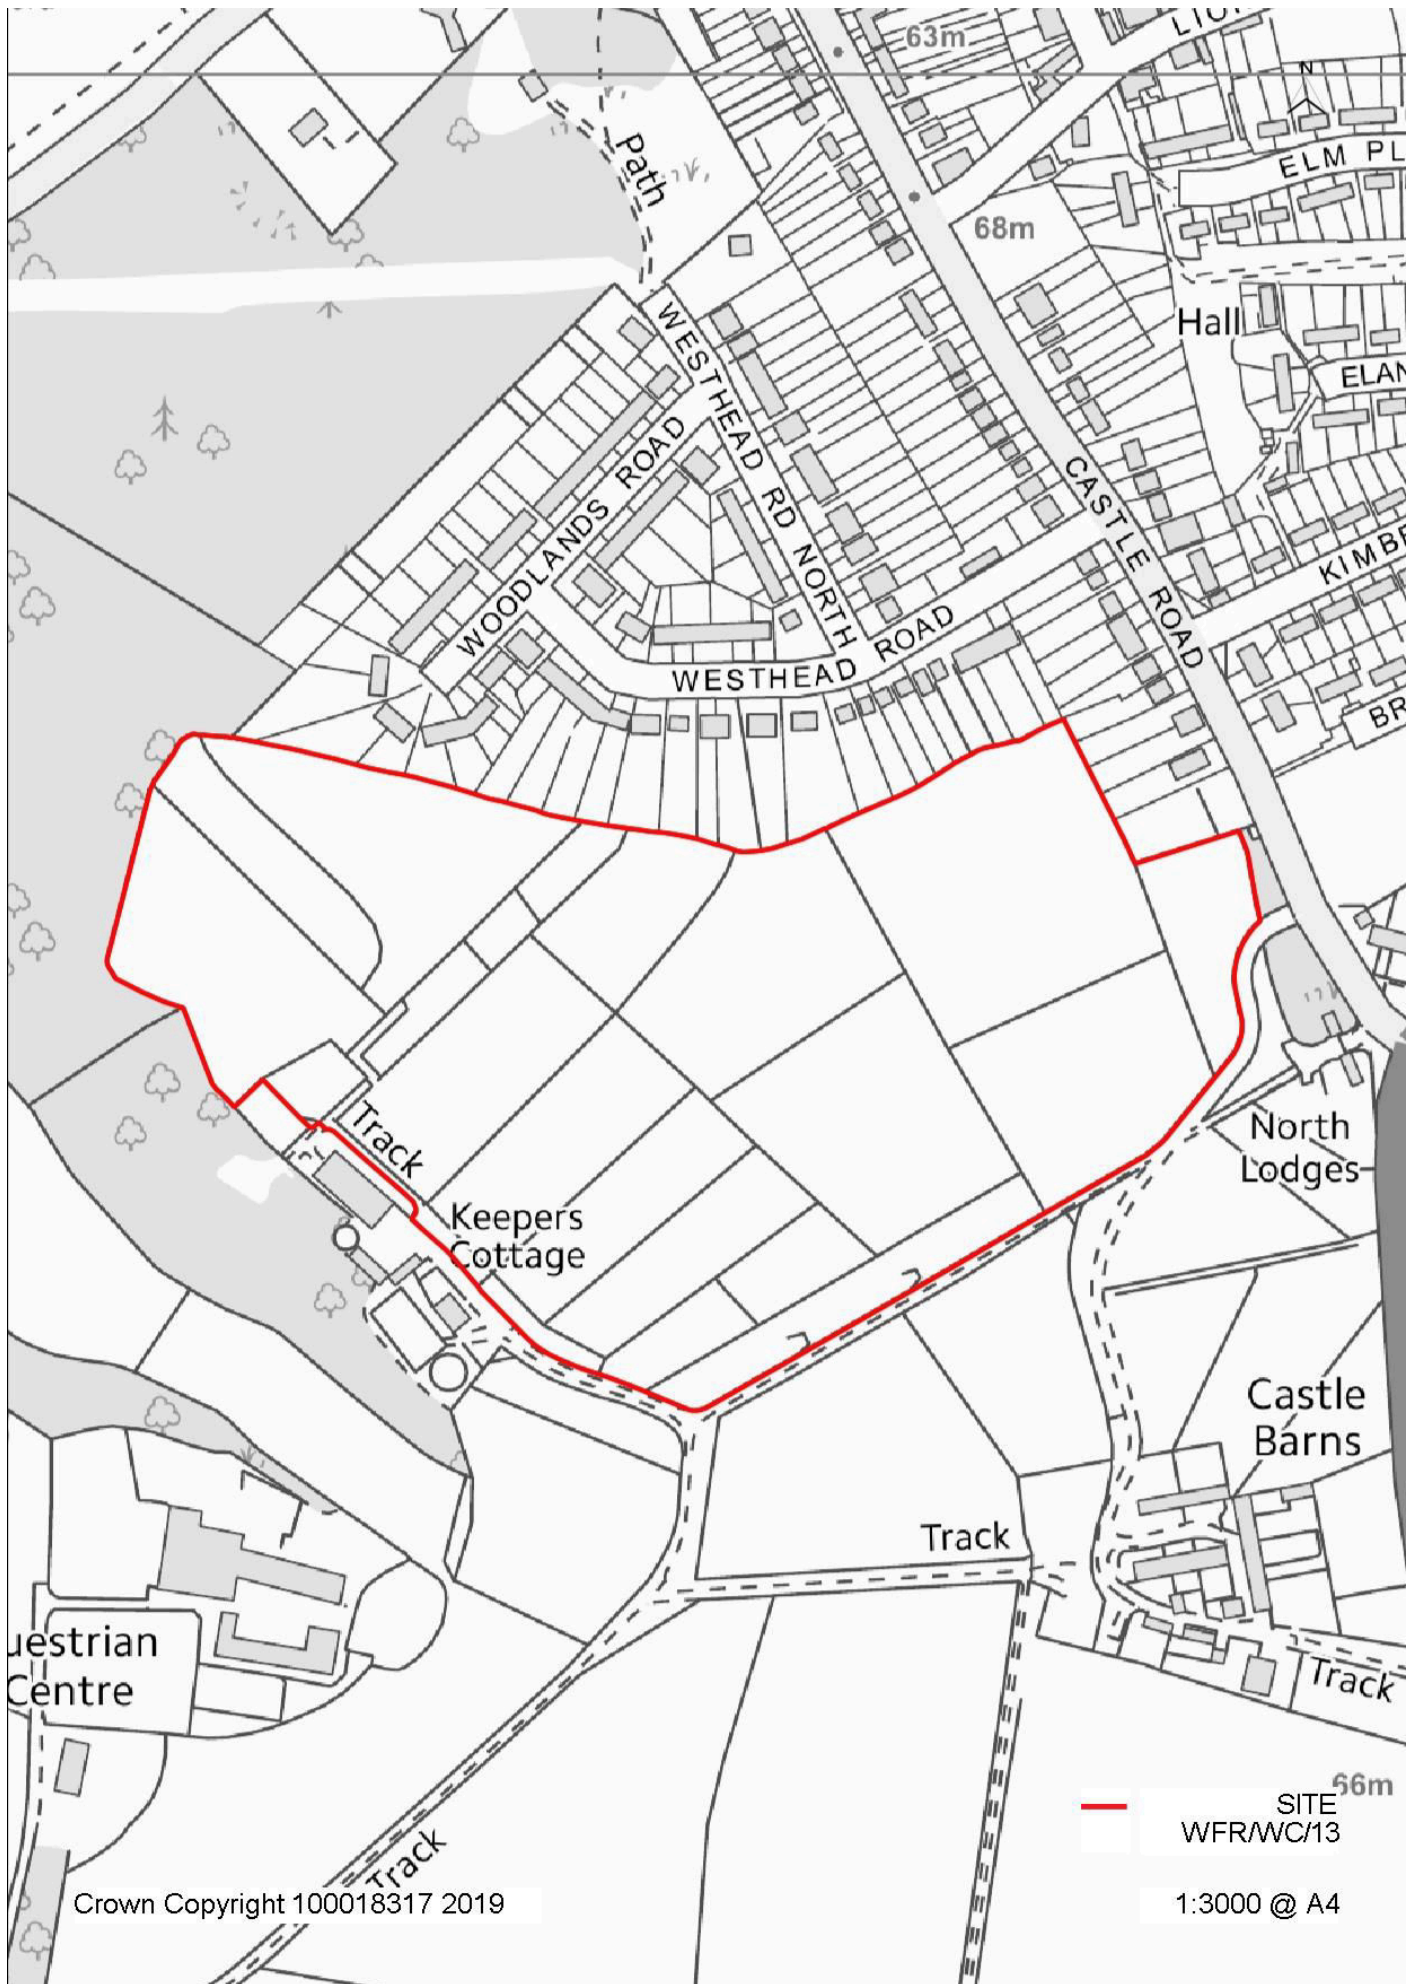 63m
N
Path
ELM PL
68m
Hall
WESTHEAD RD NORTH
ELAN
WOODLANDS ROAD
CASTLE ROAD
KIMBE
WESTHEAD ROAD
BR
Track
North
Lodges
Keepers
Cottage
Castle
Barns
Track
uestrian
Centre
Track
66m
SITE
WFR/WC/13
Track
Crown Copyright 100018317 2019
1:3000 @ A4